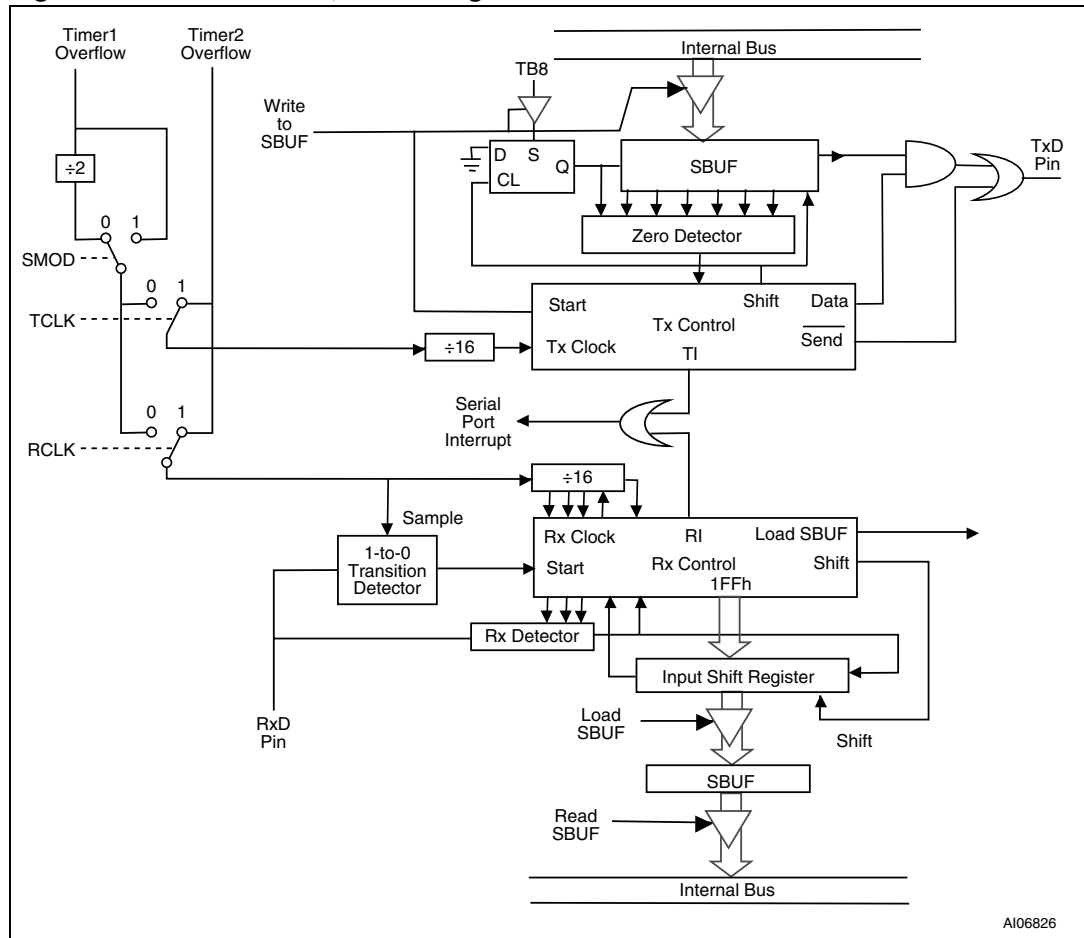 Timer1
Overflow
Timer2
Overflow
Internal Bus
TB8
Write
to
SBUF
D S
Q
CL
SBUF
TxD
Pin
÷2
Zero Detector
0 1
SMOD
0 1
TCLK
Start
Shift
Data
Tx Control
Send
Tx Clock
TI
÷16
Serial
Port
Interrupt
0 1
RCLK
÷16
Sample
Rx Clock
RI
Load SBUF
1-to-0
Transition
Detector
Start
Rx Control
Shift
1FFh
Rx Detector
Input Shift Register
RxD
Pin
Load
SBUF
Shift
SBUF
Read
SBUF
Internal Bus
AI06826